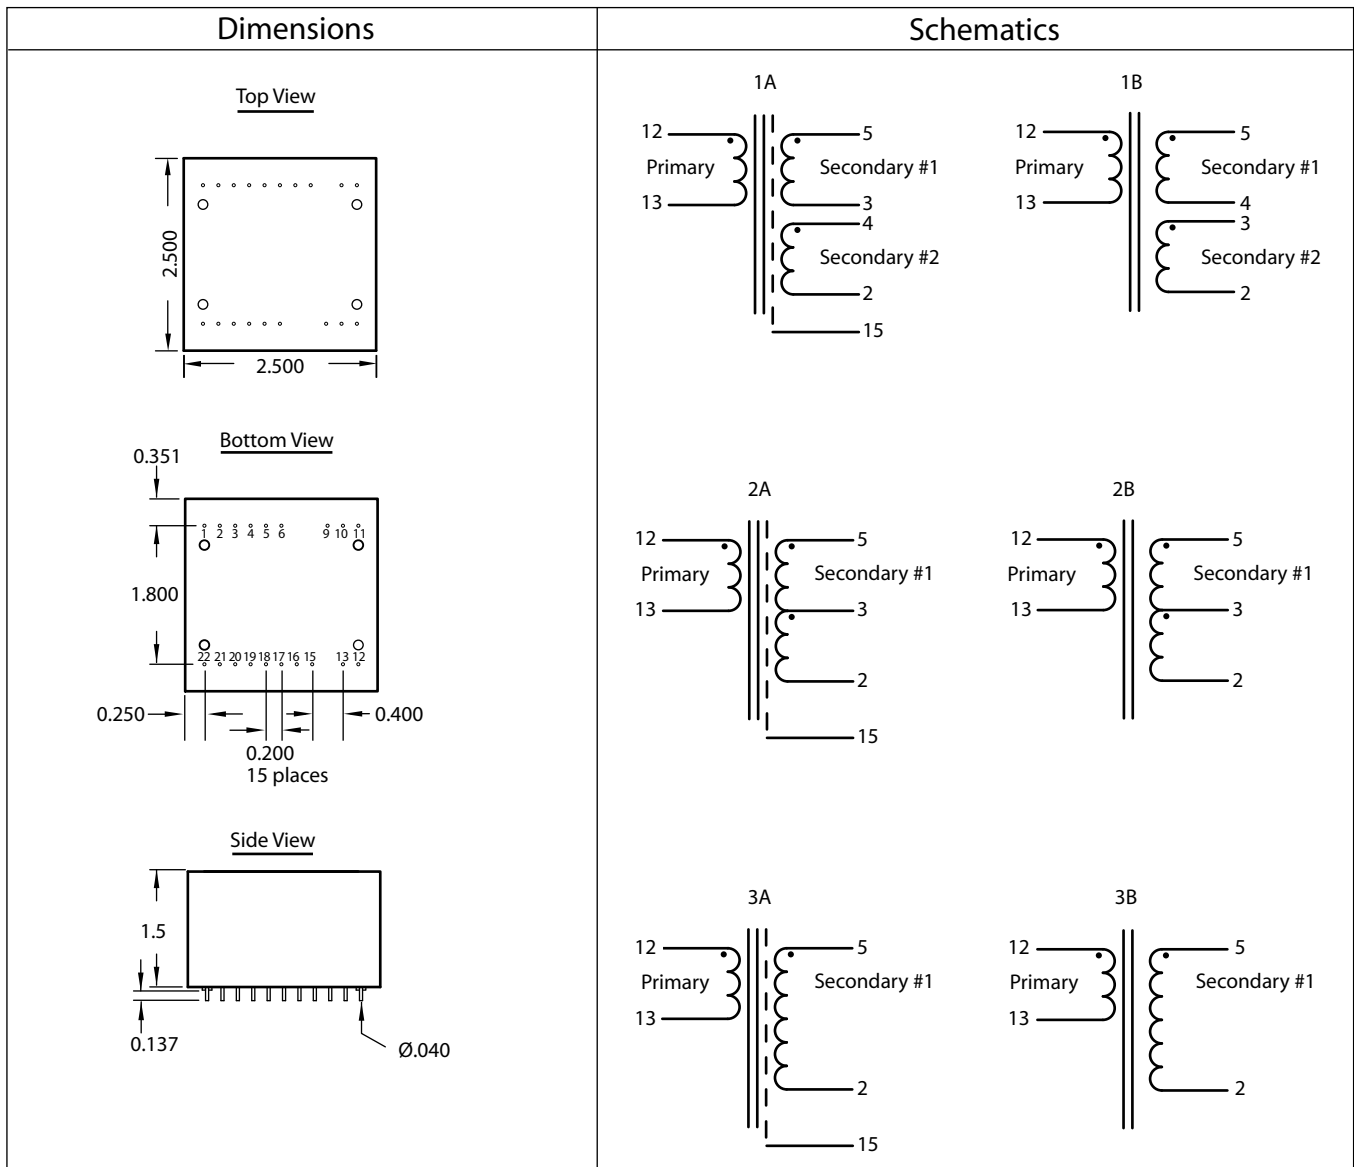 Dimensions
Schematics
Top View
2.500
2.500
Bottom View
0.351
1 2 3 4 5 6 9 10 11
1.800
22 21 20 19 18 17 16 15 13 12
0.250
0.400
0.200
15 places
Side View
1.5
0.137
Ø.040
1A
12
Primary
13
5
Secondary #1
3
4
Secondary #2
2
15
1B
12
Primary
13
5
Secondary #1
4
3
Secondary #2
2
2A
12
Primary
13
5
Secondary #1
3
2
15
2B
12
Primary
13
5
Secondary #1
3
2
3A
12
Primary
13
5
Secondary #1
2
15
3B
12
Primary
13
5
Secondary #1
2